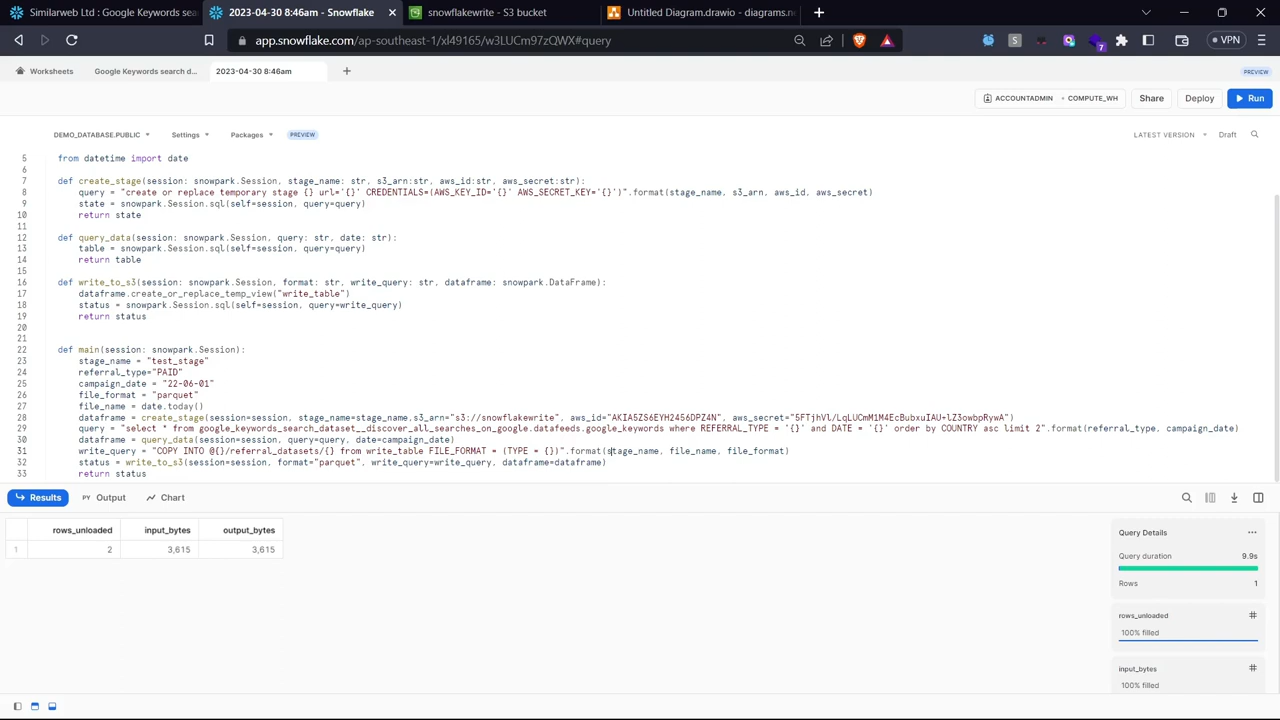 Similarweb Ltd : Google Keywords sea
2023-04-30 8:46am - Snowflake
snowflakewrite - S3 bucket
Untitled Diagram.drawio - diagrams.ne
app.snowflake.com/ap-southeast-1/xl49165/w3LUCm97zQWX#query
7
VPN
Worksheets
Google Keywords search d...
2023-04-30 8:46am
PREVIEW
ACCOUNTADMIN
COMPUTE_WH
Share
Deploy
Run
DEMO_DATABASE.PUBLIC
Settings
Packages
PREVIEW
LATEST VERSION
Draft
5 from datetime import date
6
7 def create_stage(session: snowpark.Session, stage_name: str, s3_arn:str, aws_id:str, aws_secret:str):
8 query = "create or replace temporary stage {} url='{}' CREDENTIALS=(AWS_KEY_ID='{}' AWS_SECRET_KEY='{}')".format(stage_name, s3_arn, aws_id, aws_secret)
9 state = snowpark.Session.sql(self=session, query=query)
10 return state
11
12 def query_data(session: snowpark.Session, query: str, date: str):
13 table = snowpark.Session.sql(self=session, query=query)
14 return table
15
16 def write_to_s3(session: snowpark.Session, format: str, write_query: str, dataframe: snowpark.DataFrame):
17 dataframe.create_or_replace_temp_view("write_table")
18 status = snowpark.Session.sql(self=session, query=write_query)
19 return status
20
21
22 def main(session: snowpark.Session):
23 stage_name = "test_stage"
24 referral_type="PAID"
25 campaign_date = "22-06-01"
26 file_format = "parquet"
27 file_name = date.today()
28 dataframe = create_stage(session=session, stage_name=stage_name,s3_arn="s3://snowflakewrite", aws_id=
29 query = "select * from google_keywords_search_dataset__discover_all_searches_on_google.datafeeds.google_keywords where REFERRAL_TYPE = '{}' and DATE = '{}' order by COUNTRY asc limit 2".format(referral_type, campaign_date)
30 dataframe = query_data(session=session, query=query, date=campaign_date)
31 write_query = "COPY INTO @{}/referral_datasets/{} from write_table FILE_FORMAT = (TYPE = {})".format(stage_name, file_name, file_format)
32 status = write_to_s3(session=session, format="parquet", write_query=write_query, dataframe=dataframe)
33 return status
Results
Output
Chart
rows_unloaded input_bytes output_bytes
1 2 3,615 3,615
Query Details
...
Query duration 9.9s
Rows 1
rows_unloaded #
100% filled
input_bytes #
100% filled